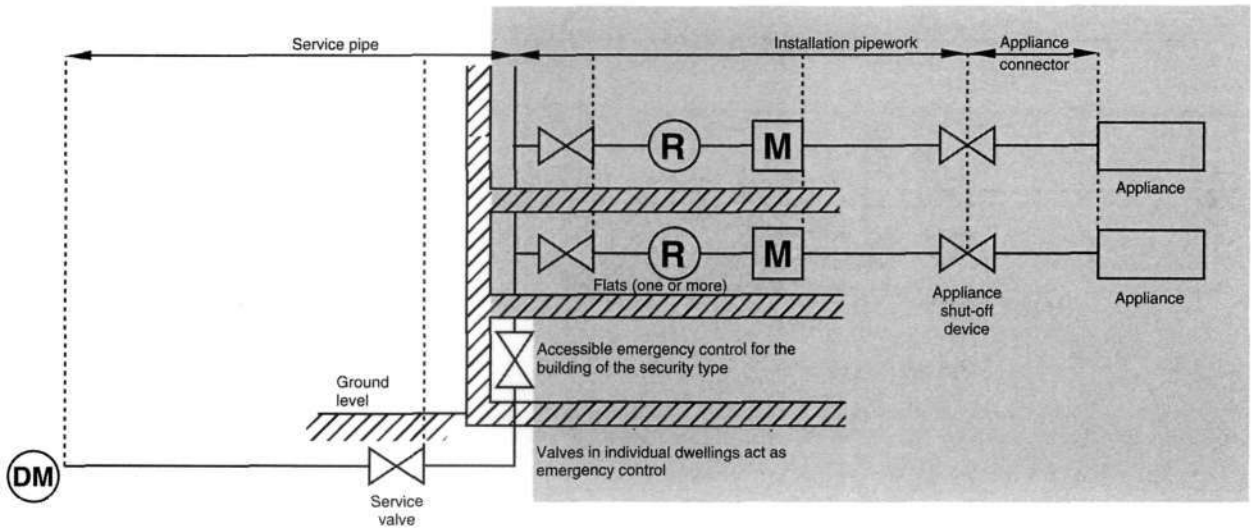 Service pipe
Installation pipework
Appliance
connector
R
M
Appliance
R
M
Flats (one or more)
Appliance
shut-off
device
Appliance
Accessible emergency control for the
building of the security type
Ground
level
Valves in individual dwellings act as
emergency control
DM
Service
valve